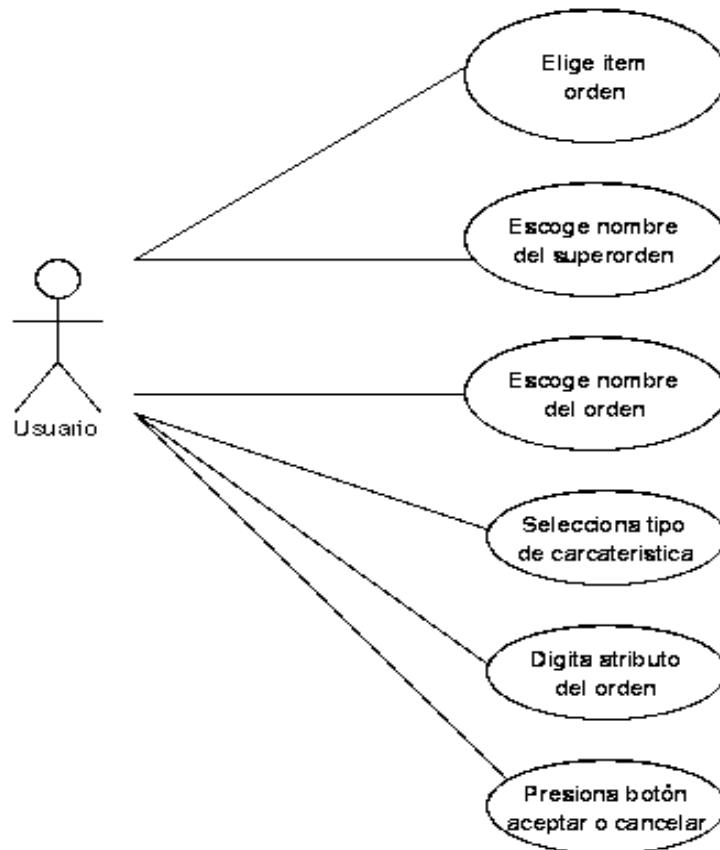 Elige item
orden
Escoge nombre
del superorden
Escoge nombre
del orden
Usuario
Selecciona tipo
de carcateristica
Digita atributo
del orden
Presiona botón
aceptar o cancelar